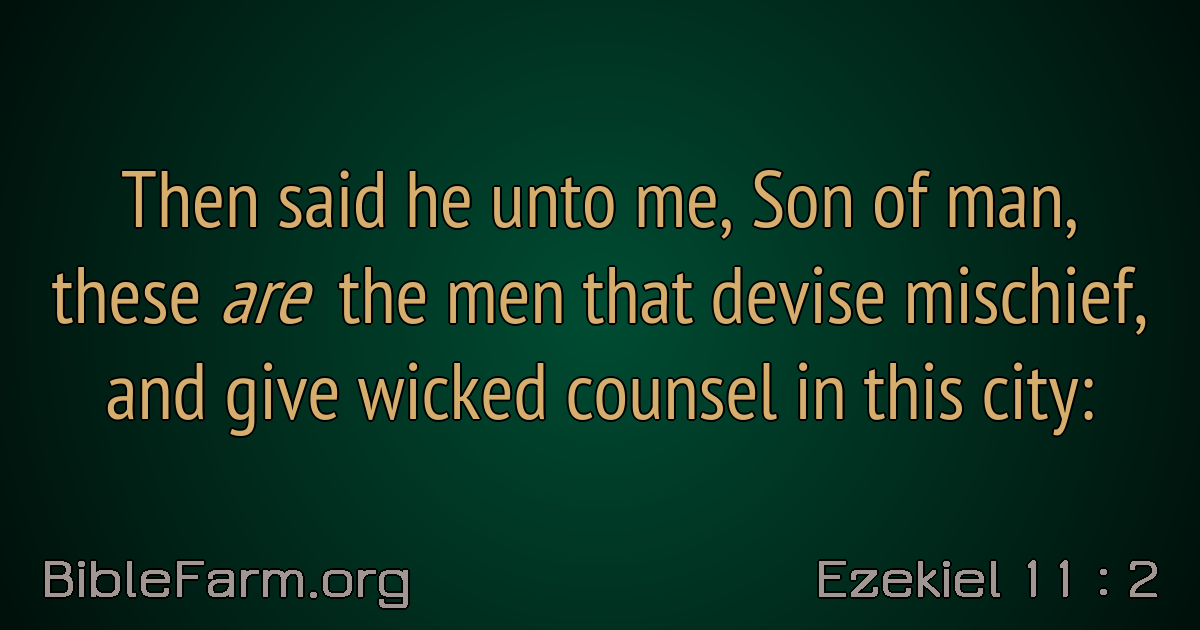 Then said he unto me, Son of man,
these are the men that devise mischief,
and give wicked counsel in this city:
BibleFarm.org
Ezekiel 11 : 2